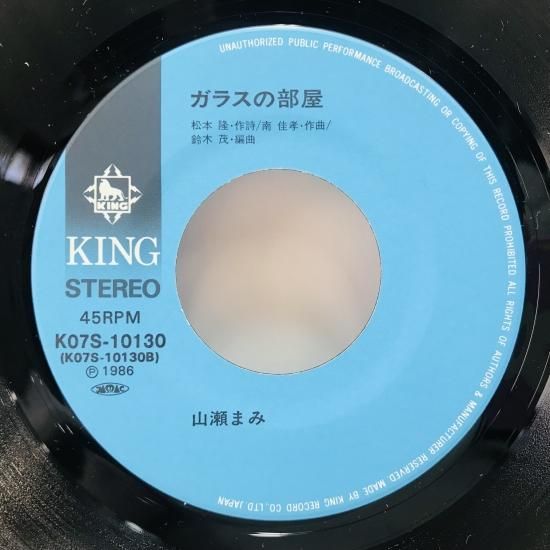 UNAUTHORIZED PUBLIC PERFORMANCE BROADCASTING OR COPYING OF THIS RECORD PROHIBITED ALL RIGHTS OF AUTHORS & MANUFACTURER RESERVED. MADE BY KING RECORD CO., LTD JAPAN
ガラスの部屋
松本 隆・作詩/南 佳孝・作曲/
鈴木 茂・編曲
KING
KING
STEREO
45RPM
K07S-10130
(K07S-10130B)
Ⓟ 1986
JASRAC
山瀬まみ